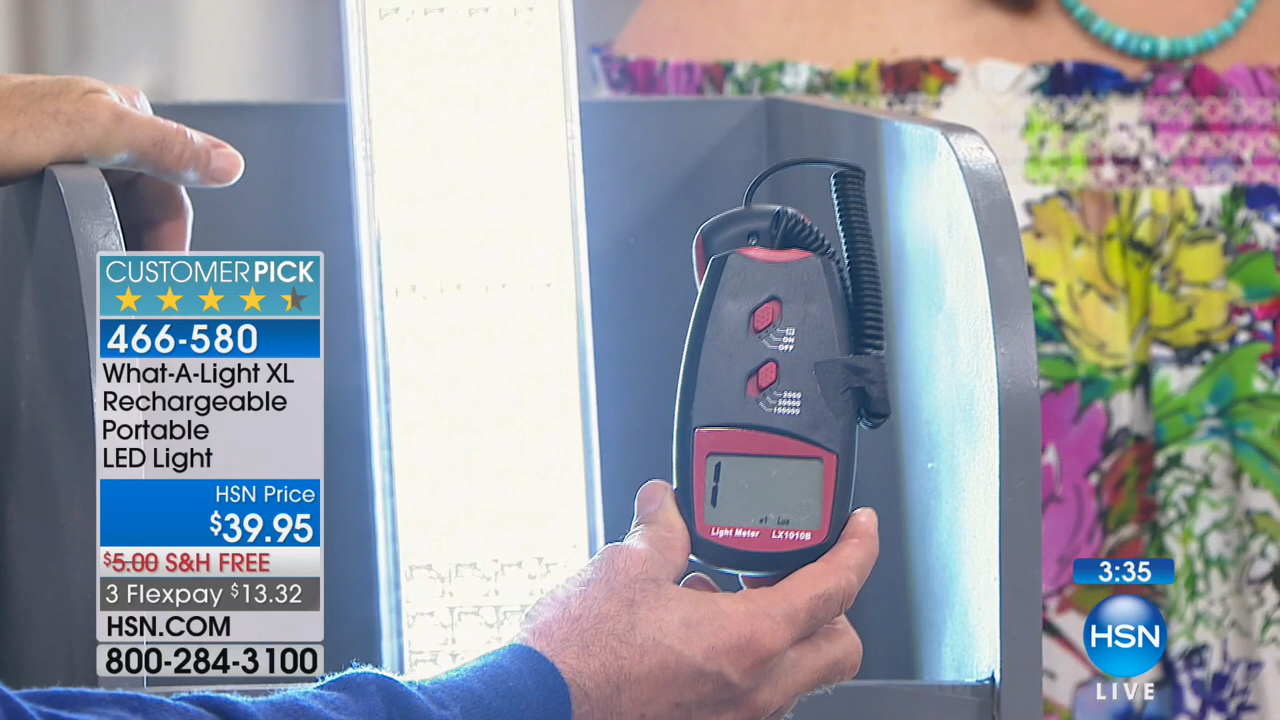 CUSTOMER PICK
466-580
What-A-Light XL
Rechargeable
Portable
LED Light
HSN Price
$39.95
$5.00 S&H FREE
3 Flexpay $13.32
HSN.COM
800-284-3100
ON
OFF
x1 Lux
Light Meter LX1010B
3:35
HSN
LIVE